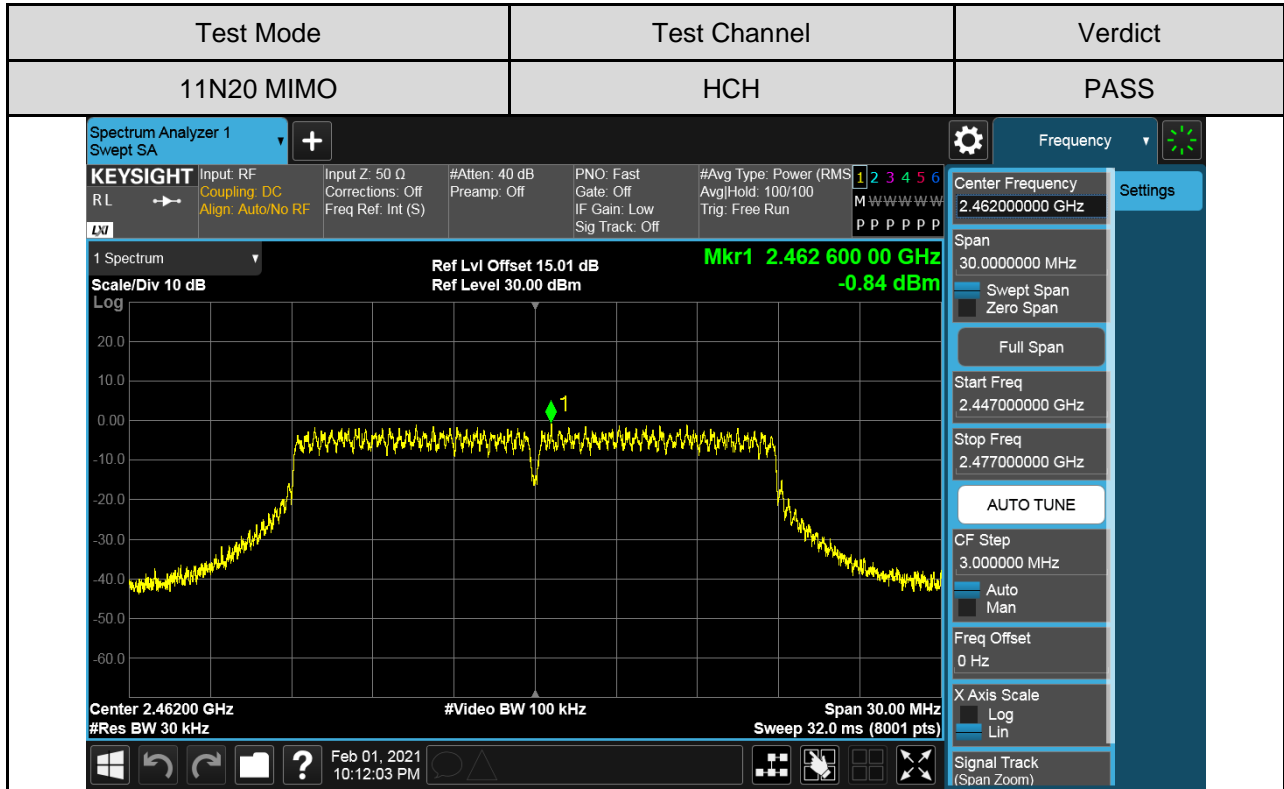 Test Mode Test Channel Verdict
11N20 MIMO HCH PASS
Spectrum Analyzer 1
Swept SA
+
Frequency
KEYSIGHT Input: RF Input Z: 50 Ω #Atten: 40 dB PNO: Fast #Avg Type: Power (RMS 1 2 3 4 5 6
RL Coupling: DC Corrections: Off Preamp: Off Gate: Off Avg|Hold: 100/100 M W W W W W
Align: Auto/No RF Freq Ref: Int (S) IF Gain: Low Trig: Free Run
LXI Sig Track: Off P P P P P P
Center Frequency
2.462000000 GHz
Settings
1 Spectrum
Scale/Div 10 dB
Ref Lvl Offset 15.01 dB
Ref Level 30.00 dBm
Mkr1 2.462 600 00 GHz
-0.84 dBm
Log
20.0
10.0
0.00
-10.0
-20.0
-30.0
-40.0
-50.0
-60.0
1
Center 2.46200 GHz #Video BW 100 kHz Span 30.00 MHz
#Res BW 30 kHz Sweep 32.0 ms (8001 pts)
Span
30.0000000 MHz
Swept Span
Zero Span
Full Span
Start Freq
2.447000000 GHz
Stop Freq
2.477000000 GHz
AUTO TUNE
CF Step
3.000000 MHz
Auto
Man
Freq Offset
0 Hz
X Axis Scale
Log
Lin
Signal Track
(Span Zoom)
?
Feb 01, 2021
10:12:03 PM